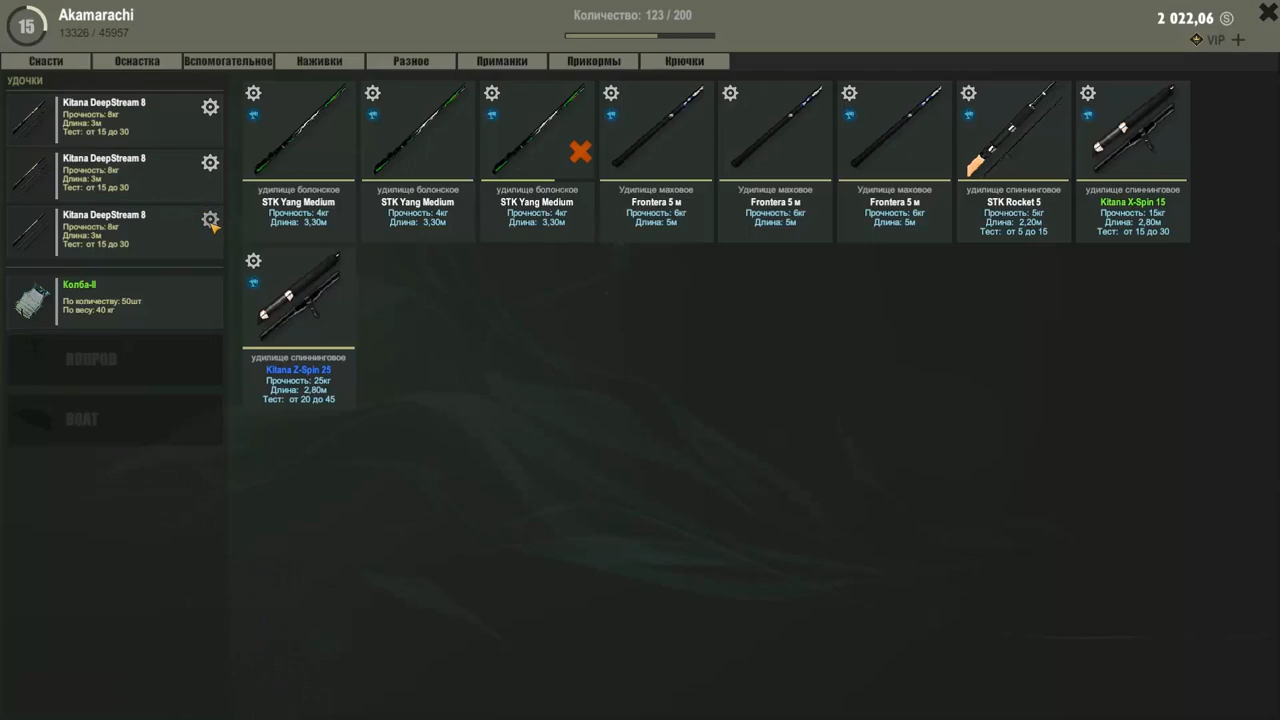 15
Akamarachi
13326 / 45957
Количество: 123 / 200
2 022,06 Ⓢ
VIP
Снасти
Оснастка
Вспомогательное
Наживки
Разное
Приманки
Прикормы
Крючки
УДОЧКИ
Kitana DeepStream 8
Прочность: 8кг
Длина: 3м
Тест: от 15 до 30
Kitana DeepStream 8
Прочность: 8кг
Длина: 3м
Тест: от 15 до 30
Kitana DeepStream 8
Прочность: 8кг
Длина: 3м
Тест: от 15 до 30
Колба-II
По количеству: 50шт
По весу: 40 кг
RODPOD
BOAT
удилище болонское
STK Yang Medium
Прочность: 4кг
Длина: 3,30м
удилище болонское
STK Yang Medium
Прочность: 4кг
Длина: 3,30м
удилище болонское
STK Yang Medium
Прочность: 4кг
Длина: 3,30м
Удилище маховое
Frontera 5 м
Прочность: 6кг
Длина: 5м
Удилище маховое
Frontera 5 м
Прочность: 6кг
Длина: 5м
Удилище маховое
Frontera 5 м
Прочность: 6кг
Длина: 5м
удилище спиннинговое
STK Rocket 5
Прочность: 5кг
Длина: 2,20м
Тест: от 5 до 15
удилище спиннинговое
Kitana X-Spin 15
Прочность: 15кг
Длина: 2,80м
Тест: от 15 до 30
удилище спиннинговое
Kitana Z-Spin 25
Прочность: 25кг
Длина: 2,80м
Тест: от 20 до 45